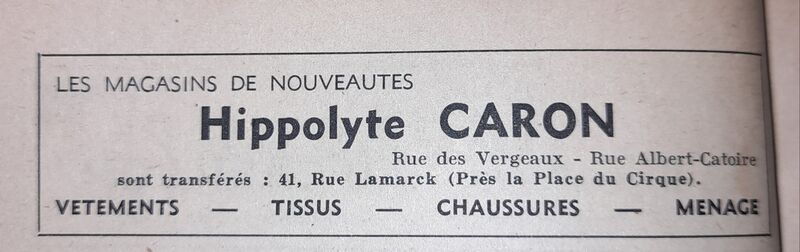 LES MAGASINS DE NOUVEAUTES
Hippolyte CARON
Rue des Vergeaux - Rue Albert-Catoire
sont transférés : 41, Rue Lamarck (Près la Place du Cirque).
VETEMENTS — TISSUS — CHAUSSURES — MENAGE